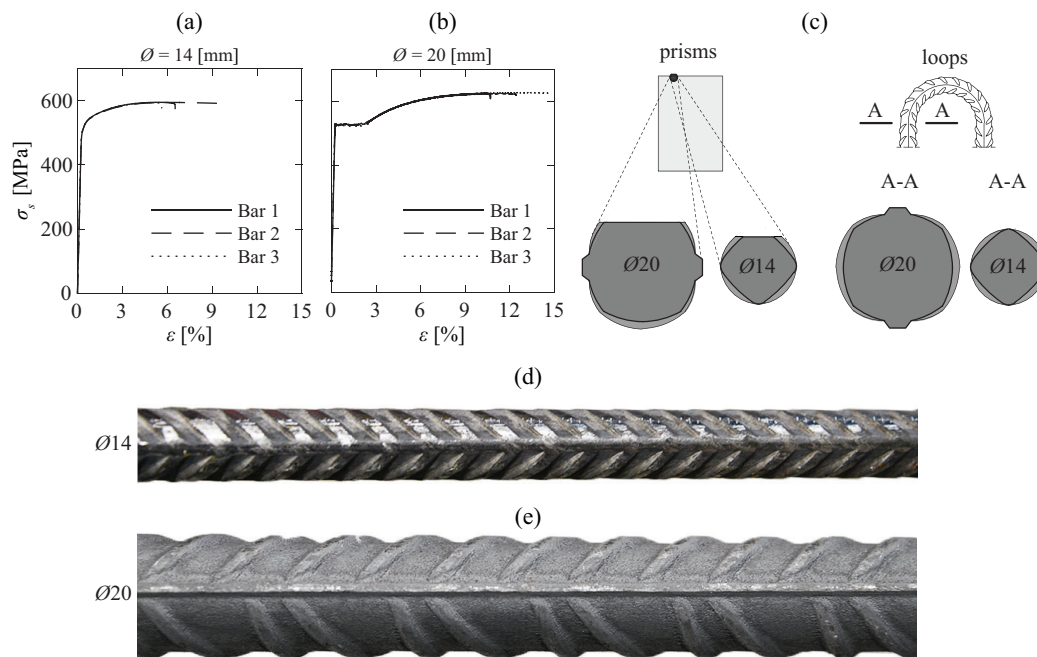 (a)
Ø = 14 [mm]
600
400
200
0
σs [MPa]
0 3 6 9 12 15
ε [%]
Bar 1
Bar 2
Bar 3
(b)
Ø = 20 [mm]
0 3 6 9 12 15
ε [%]
Bar 1
Bar 2
Bar 3
(c)
prisms
loops
A A
A-A A-A
Ø20 Ø14
Ø20 Ø14
(d)
Ø14
(e)
Ø20